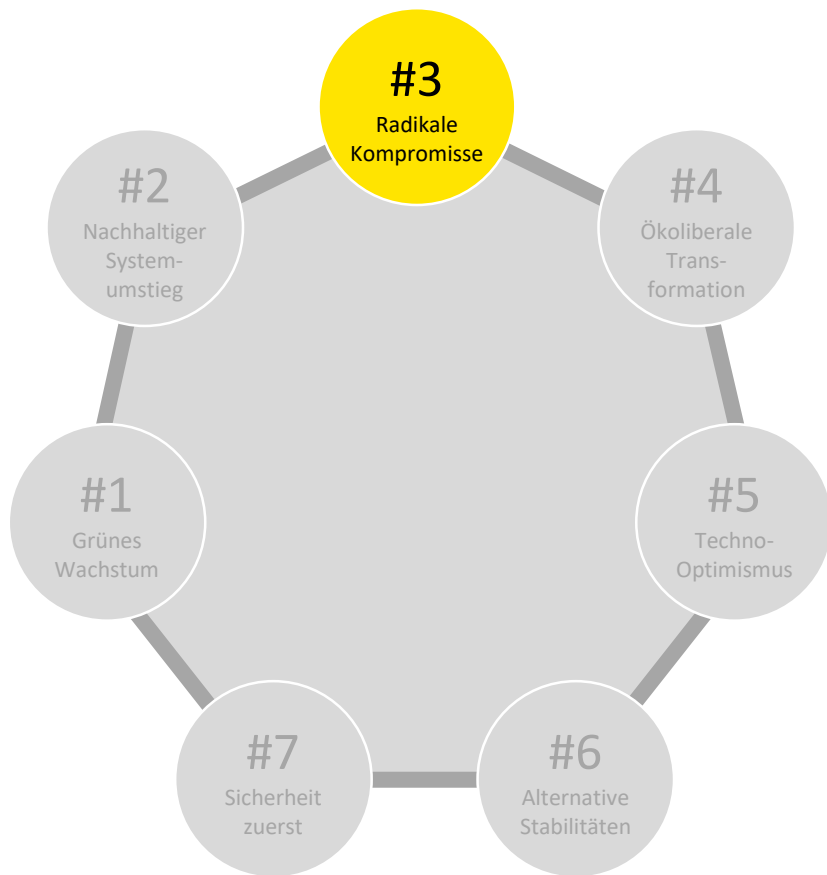 #3
Radikale
Kompromisse
#2
Nachhaltiger
System-
umstieg
#4
Ökoliberale
Trans-
formation
#1
Grünes
Wachstum
#5
Techno-
Optimismus
#7
Sicherheit
zuerst
#6
Alternative
Stabilitäten